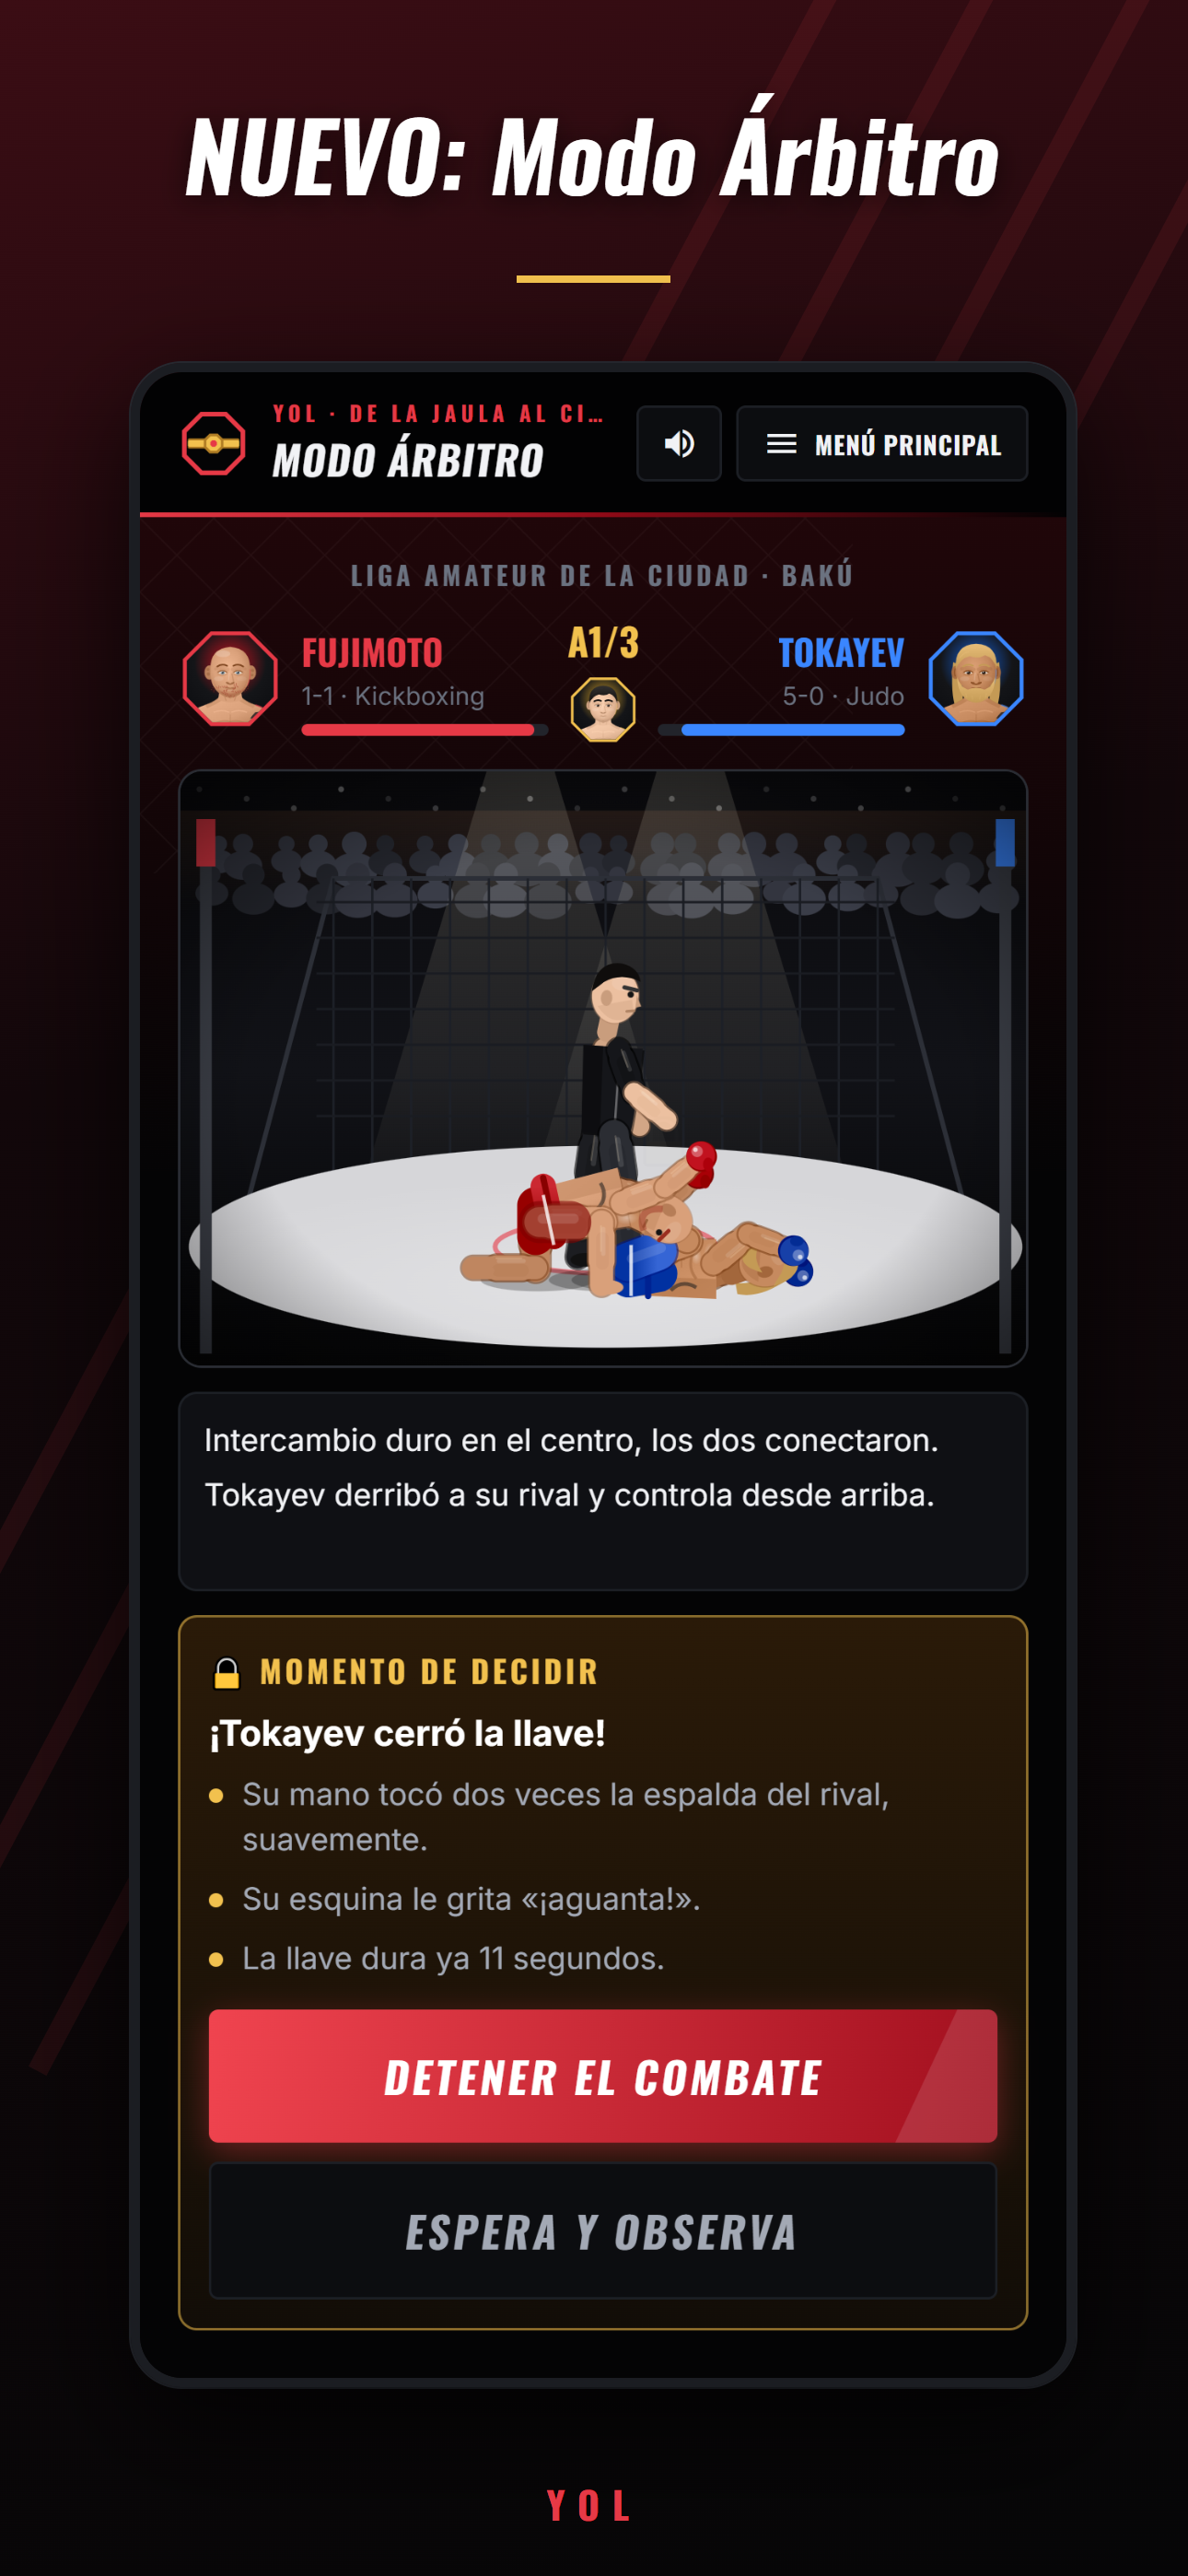 NUEVO: Modo Árbitro
YOL · DE LA JAULA AL CI…
MODO ÁRBITRO
MENÚ PRINCIPAL
LIGA AMATEUR DE LA CIUDAD · BAKÚ
FUJIMOTO
1-1 · Kickboxing
A1/3
TOKAYEV
5-0 · Judo
Intercambio duro en el centro, los dos conectaron.
Tokayev derribó a su rival y controla desde arriba.
MOMENTO DE DECIDIR
¡Tokayev cerró la llave!
Su mano tocó dos veces la espalda del rival,
suavemente.
Su esquina le grita «¡aguanta!».
La llave dura ya 11 segundos.
DETENER EL COMBATE
ESPERA Y OBSERVA
YOL